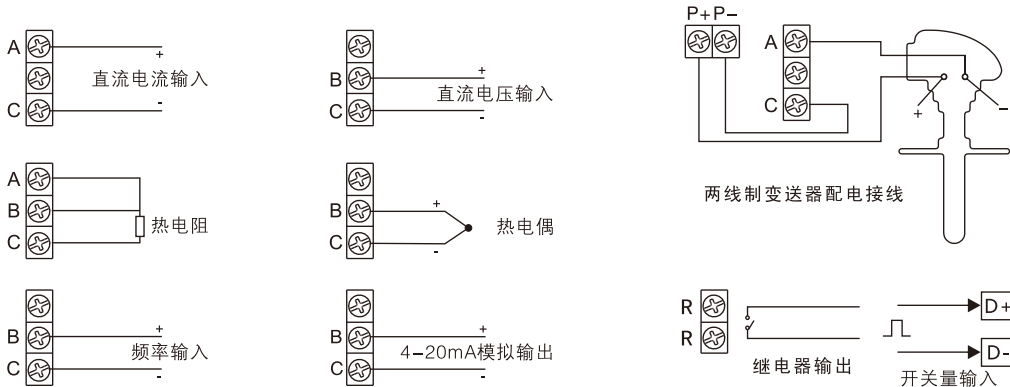 A
+
直流电流输入
C
-
+
B
直流电压输入
C
-
P+ P-
A
C
+
-
两线制变送器配电接线
A
B
热电阻
C
B
+
热电偶
C
-
B
+
频率输入
C
-
B
+
4-20mA模拟输出
C
-
R
R
继电器输出
D+
D-
开关量输入